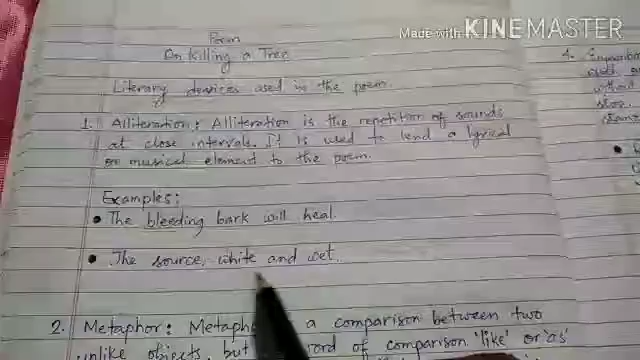 Made with KINEMASTER
Poem
On Killing a Tree
Literary devices used in the poem.
1. Alliteration: Alliteration is the repetition of sounds
at close intervals. It is used to lend a lyrical
or musical element to the poem.
Examples:
• The bleeding bark will heal.
• The source, white and wet.
2. Metaphor: Metaphor a comparison between two
unlike objects, but word of comparison 'like' or 'as'
4.
without